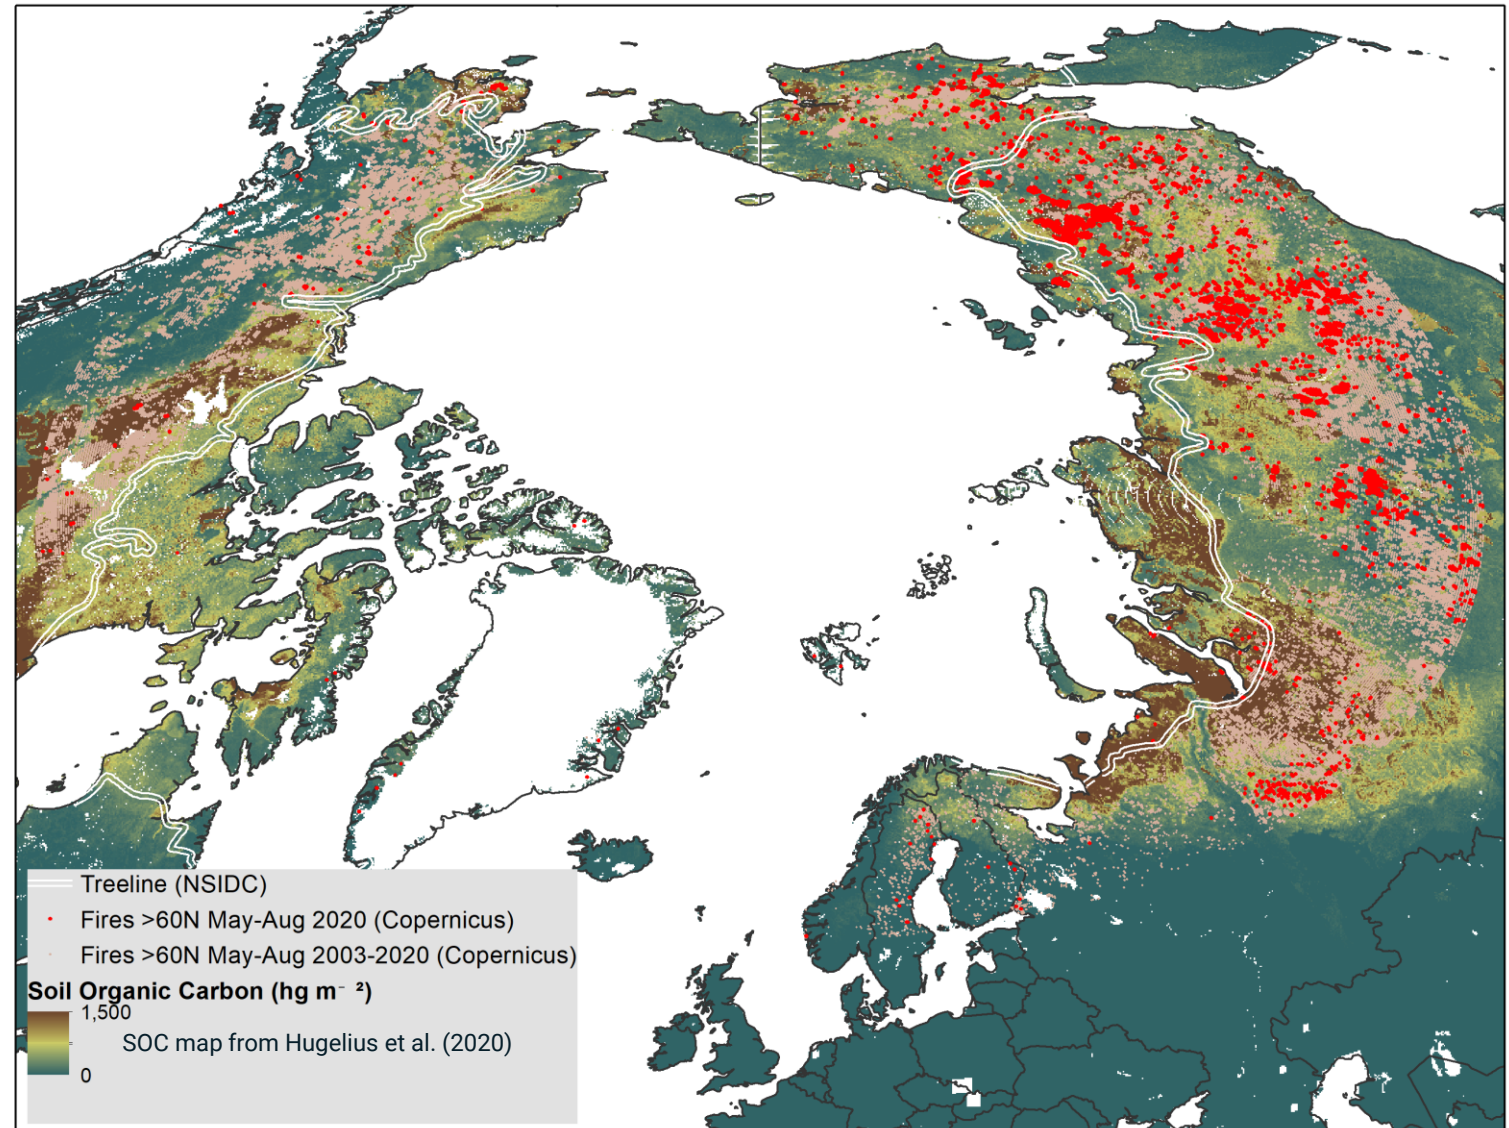 Treeline (NSIDC)
Fires >60N May-Aug 2020 (Copernicus)
Fires >60N May-Aug 2003-2020 (Copernicus)
Soil Organic Carbon (hg m⁻ ²)
1,500
SOC map from Hugelius et al. (2020)
0